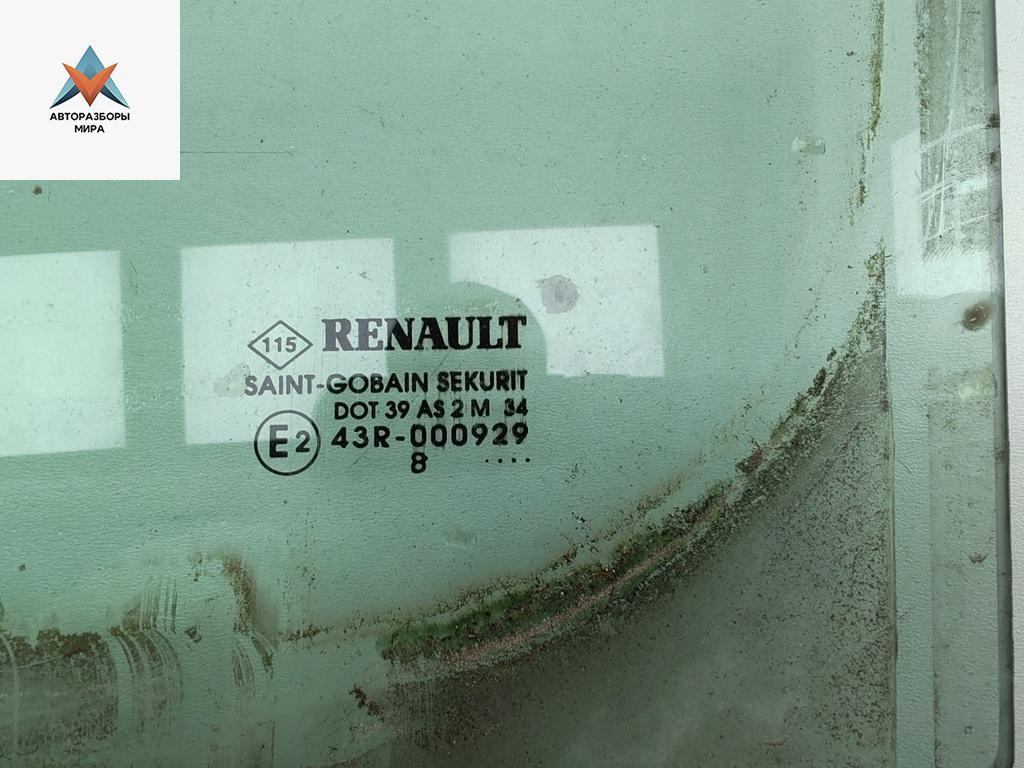 АВТОРАЗБОРЫ
МИРА
115 RENAULT
SAINT-GOBAIN SEKURIT
DOT 39 AS 2 M 34
E2 43R-000929
8 ....